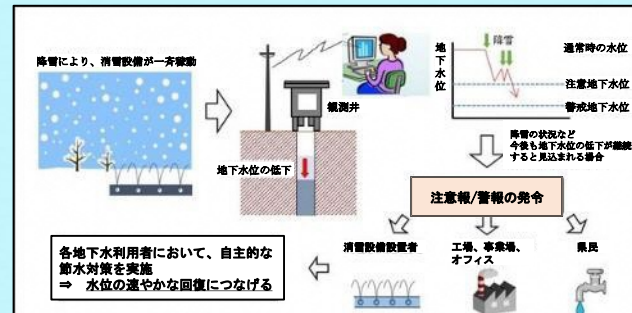 降雪により、消雪設備が一斉稼動
観測井
地下水位の低下
地下水位
降雪
通常時の水位
注意地下水位
警戒地下水位
降雪の状況など
今後も地下水位の低下が継続
すると見込まれる場合
注意報/警報の発令
消雪設備設置者
工場、事業場、
オフィス
県民
各地下水利用者において、自主的な
節水対策を実施
⇒ 水位の速やかな回復につなげる